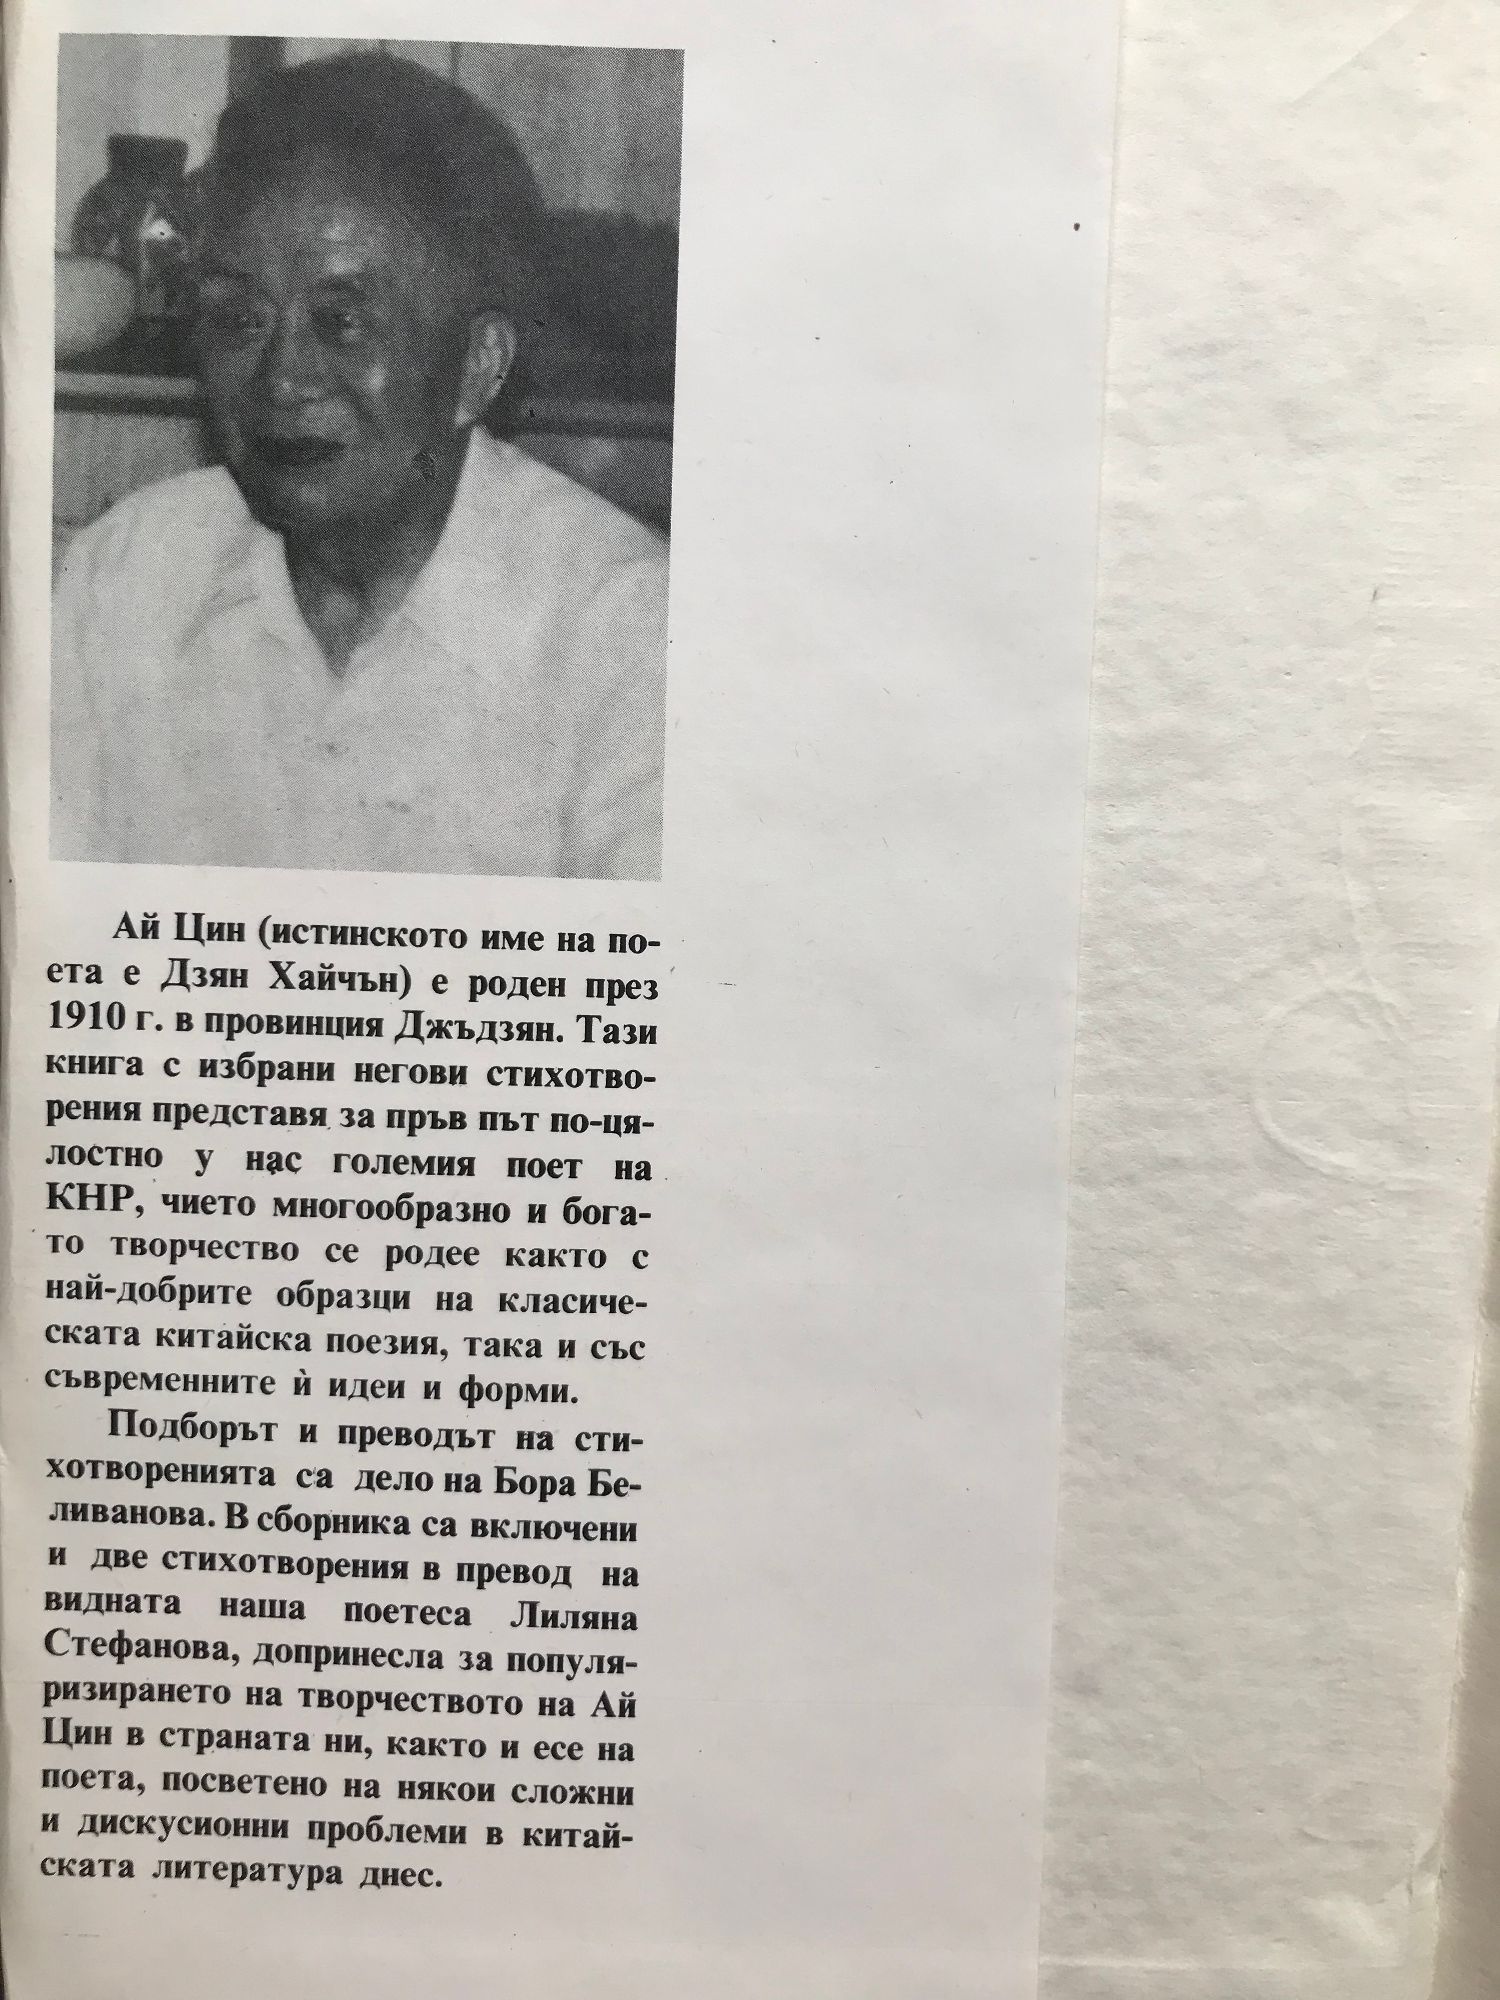 Ай Цин (истинското име на по-
ета е Дзян Хайчън) е роден през
1910 г. в провинция Джъдзян. Тази
книга с избрани негови стихотво-
рения представя за пръв път по-ця-
лостно у нас големия поет на
КНР, чието многообразно и бога-
то творчество се родее както с
най-добрите образци на класиче-
ската китайска поезия, така и със
съвременните ѝ идеи и форми.
Подборът и преводът на сти-
хотворенията са дело на Бора Бе-
ливанова. В сборника са включени
и две стихотворения в превод на
видната наша поетеса Лиляна
Стефанова, допринесла за популя-
ризирането на творчеството на Ай
Цин в страната ни, както и есе на
поета, посветено на някои сложни
и дискусионни проблеми в китай-
ската литература днес.